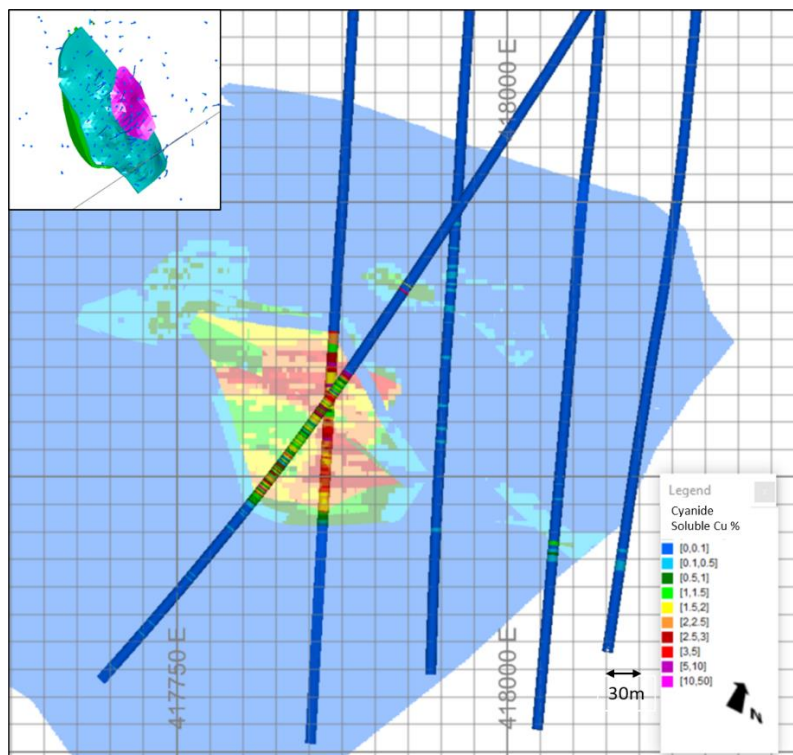 418000 E
Legend
Cyanide
Soluble Cu %
[0,0.1]
[0.1,0.5]
[0.5,1]
[1,1.5]
[1.5,2]
[2,2.5]
[2.5,3]
[3,5]
[5,10]
[10,50]
417750 E
418000 E
30m
N